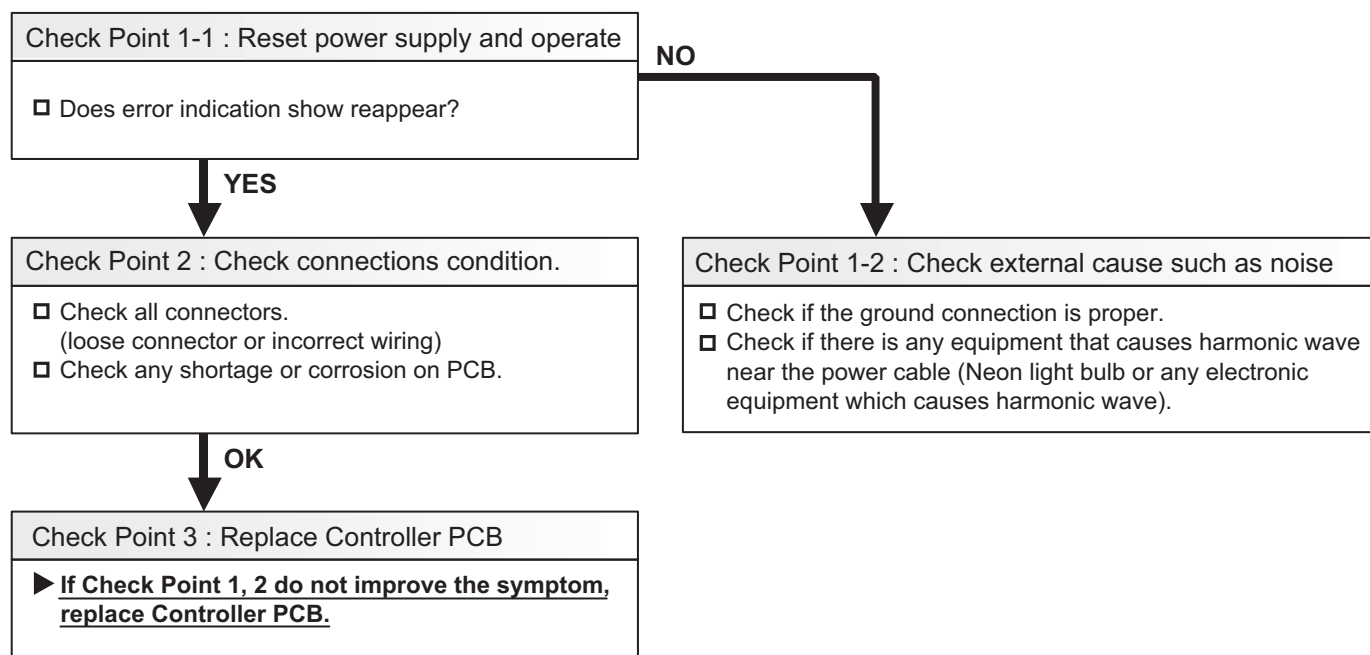 Check Point 1-1 : Reset power supply and operate
Does error indication show reappear?
NO
YES
Check Point 2 : Check connections condition.
Check all connectors.
(loose connector or incorrect wiring)
Check any shortage or corrosion on PCB.
Check Point 1-2 : Check external cause such as noise
Check if the ground connection is proper.
Check if there is any equipment that causes harmonic wave
near the power cable (Neon light bulb or any electronic
equipment which causes harmonic wave).
OK
Check Point 3 : Replace Controller PCB
If Check Point 1, 2 do not improve the symptom,
replace Controller PCB.